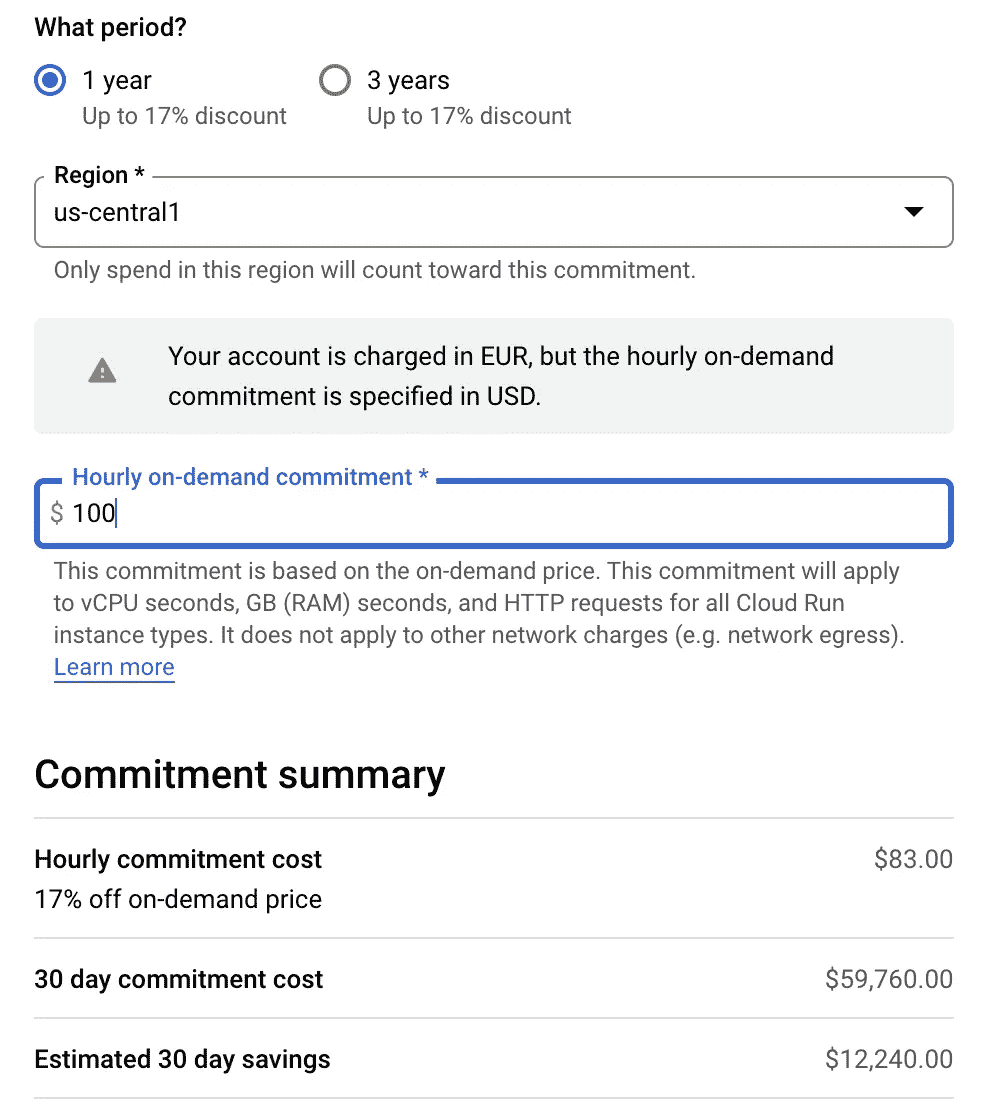 What period?
1 year
3 years
Up to 17% discount
Up to 17% discount
Region *
us-central1
Only spend in this region will count toward this commitment.
Your account is charged in EUR, but the hourly on-demand
commitment is specified in USD.
Hourly on-demand commitment *
$ 100
This commitment is based on the on-demand price. This commitment will apply
to vCPU seconds, GB (RAM) seconds, and HTTP requests for all Cloud Run
instance types. It does not apply to other network charges (e.g. network egress).
Learn more
Commitment summary
Hourly commitment cost
$83.00
17% off on-demand price
30 day commitment cost
$59,760.00
Estimated 30 day savings
$12,240.00